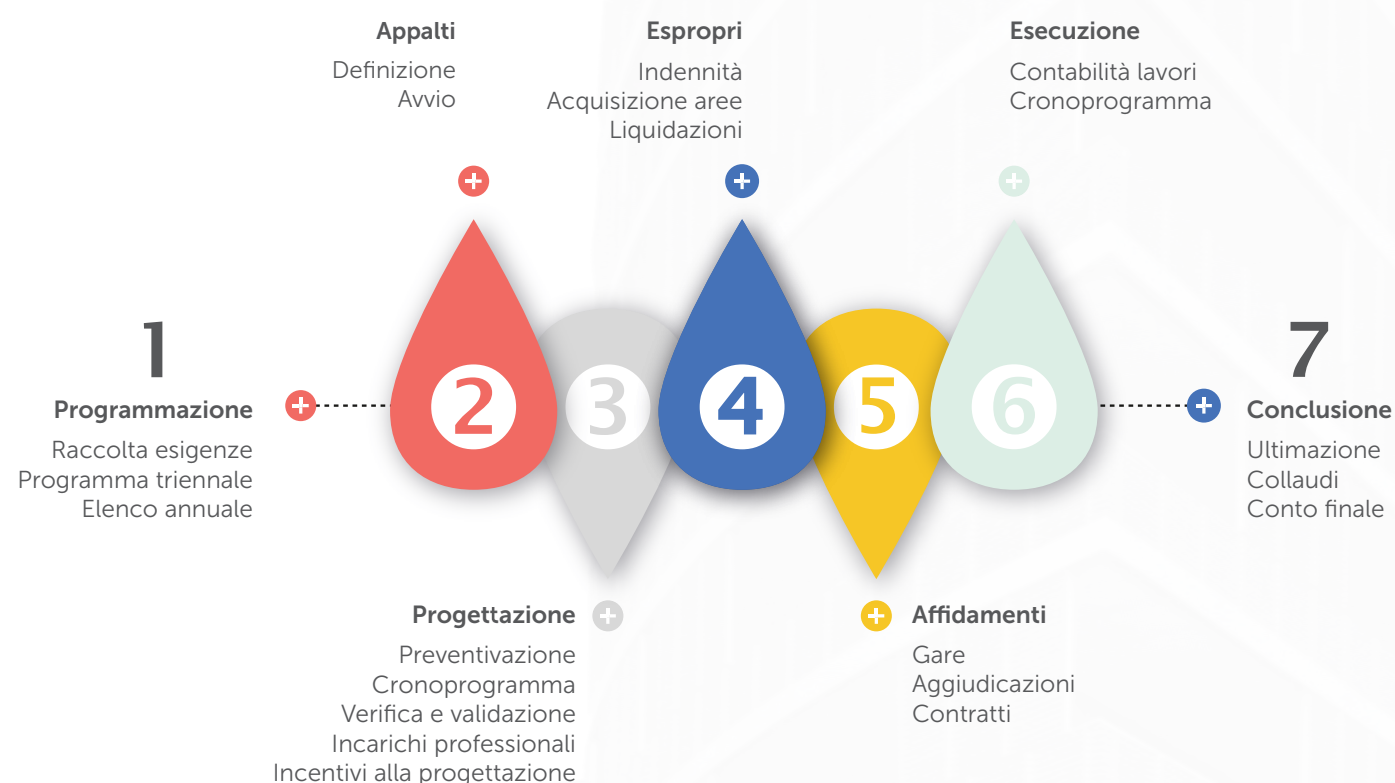 Appalti
Definizione
Avvio
Espropri
Indennità
Acquisizione aree
Liquidazioni
Esecuzione
Contabilità lavori
Cronoprogramma
1
Programmazione
Raccolta esigenze
Programma triennale
Elenco annuale
2
3
4
5
6
7
Conclusione
Ultimazione
Collaudi
Conto finale
Progettazione
Preventivazione
Cronoprogramma
Verifica e validazione
Incarichi professionali
Incentivi alla progettazione
Affidamenti
Gare
Aggiudicazioni
Contratti